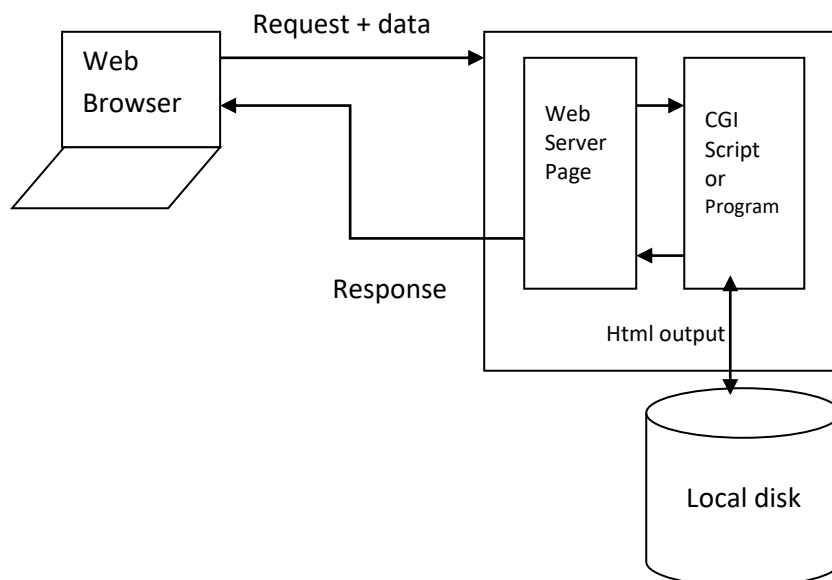 Request + data
Web
Browser
Web
Server
Page
CGI
Script
or
Program
Response
Html output
Local disk